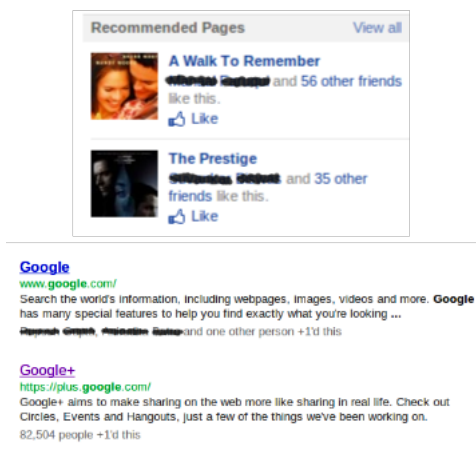 Recommended Pages View all
A Walk To Remember
and 56 other friends
like this.
Like
The Prestige
and 35 other
friends like this.
Like
Google
www.google.com/
Search the world's information, including webpages, images, videos and more. Google
has many special features to help you find exactly what you're looking ...
and one other person +1'd this
Google+
https://plus.google.com/
Google+ aims to make sharing on the web more like sharing in real life. Check out
Circles, Events and Hangouts, just a few of the things we've been working on.
82,504 people +1'd this